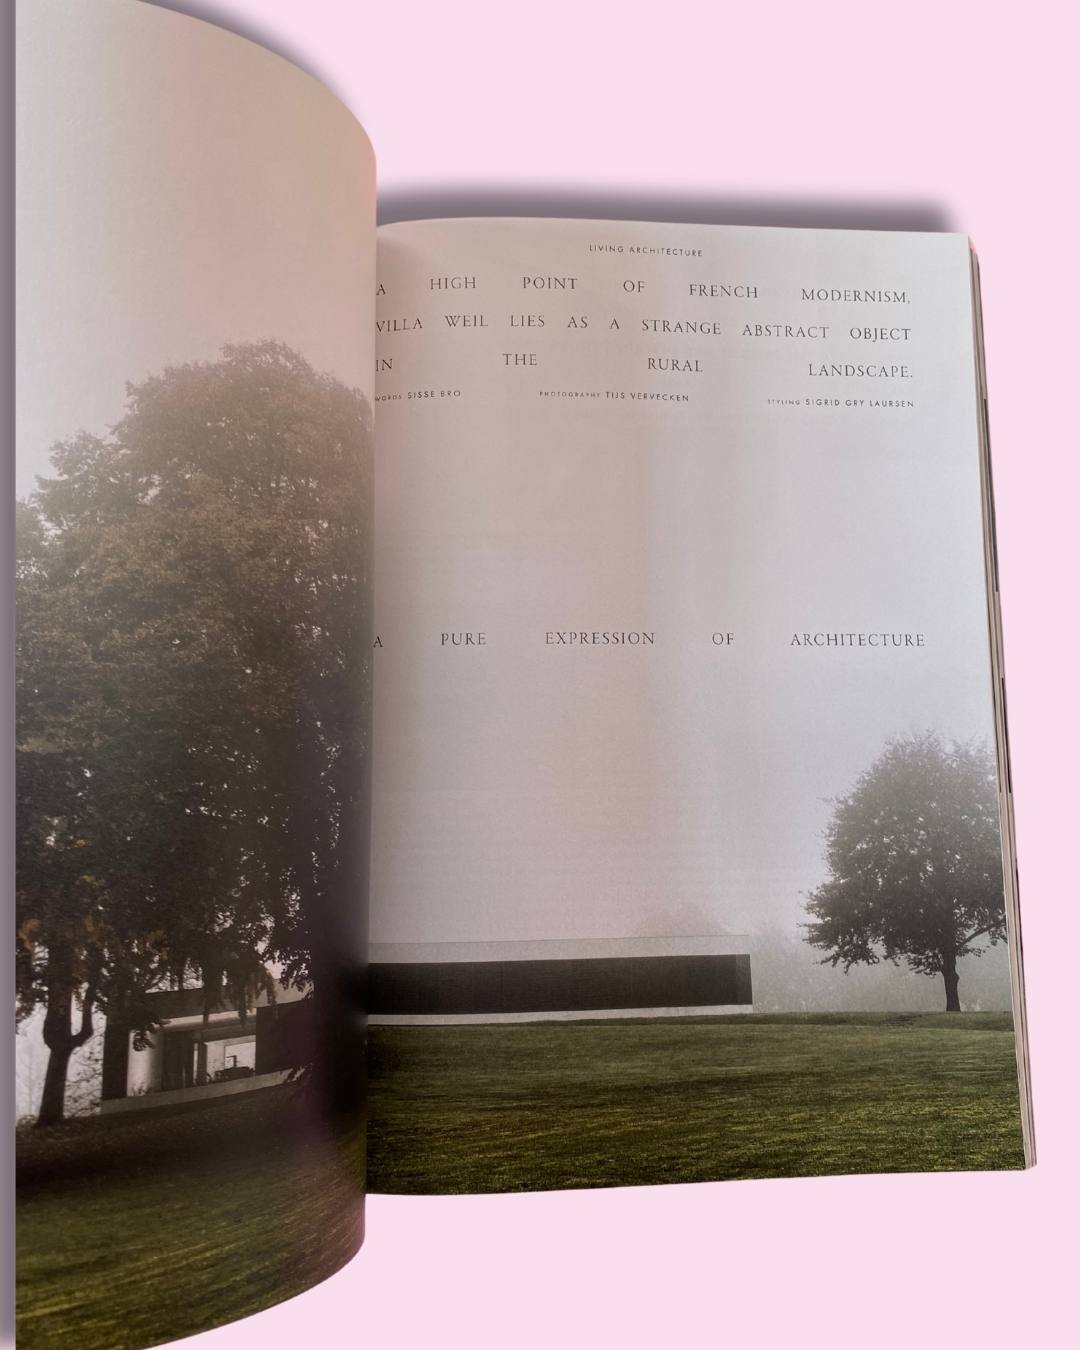 LIVING ARCHITECTURE
A HIGH POINT OF FRENCH MODERNISM,
VILLA WEIL LIES AS A STRANGE ABSTRACT OBJECT
IN THE RURAL LANDSCAPE.
WORDS SISSE BRO PHOTOGRAPHY TIJS VERVECKEN STYLING SIGRID GRY LAURSEN
A PURE EXPRESSION OF ARCHITECTURE